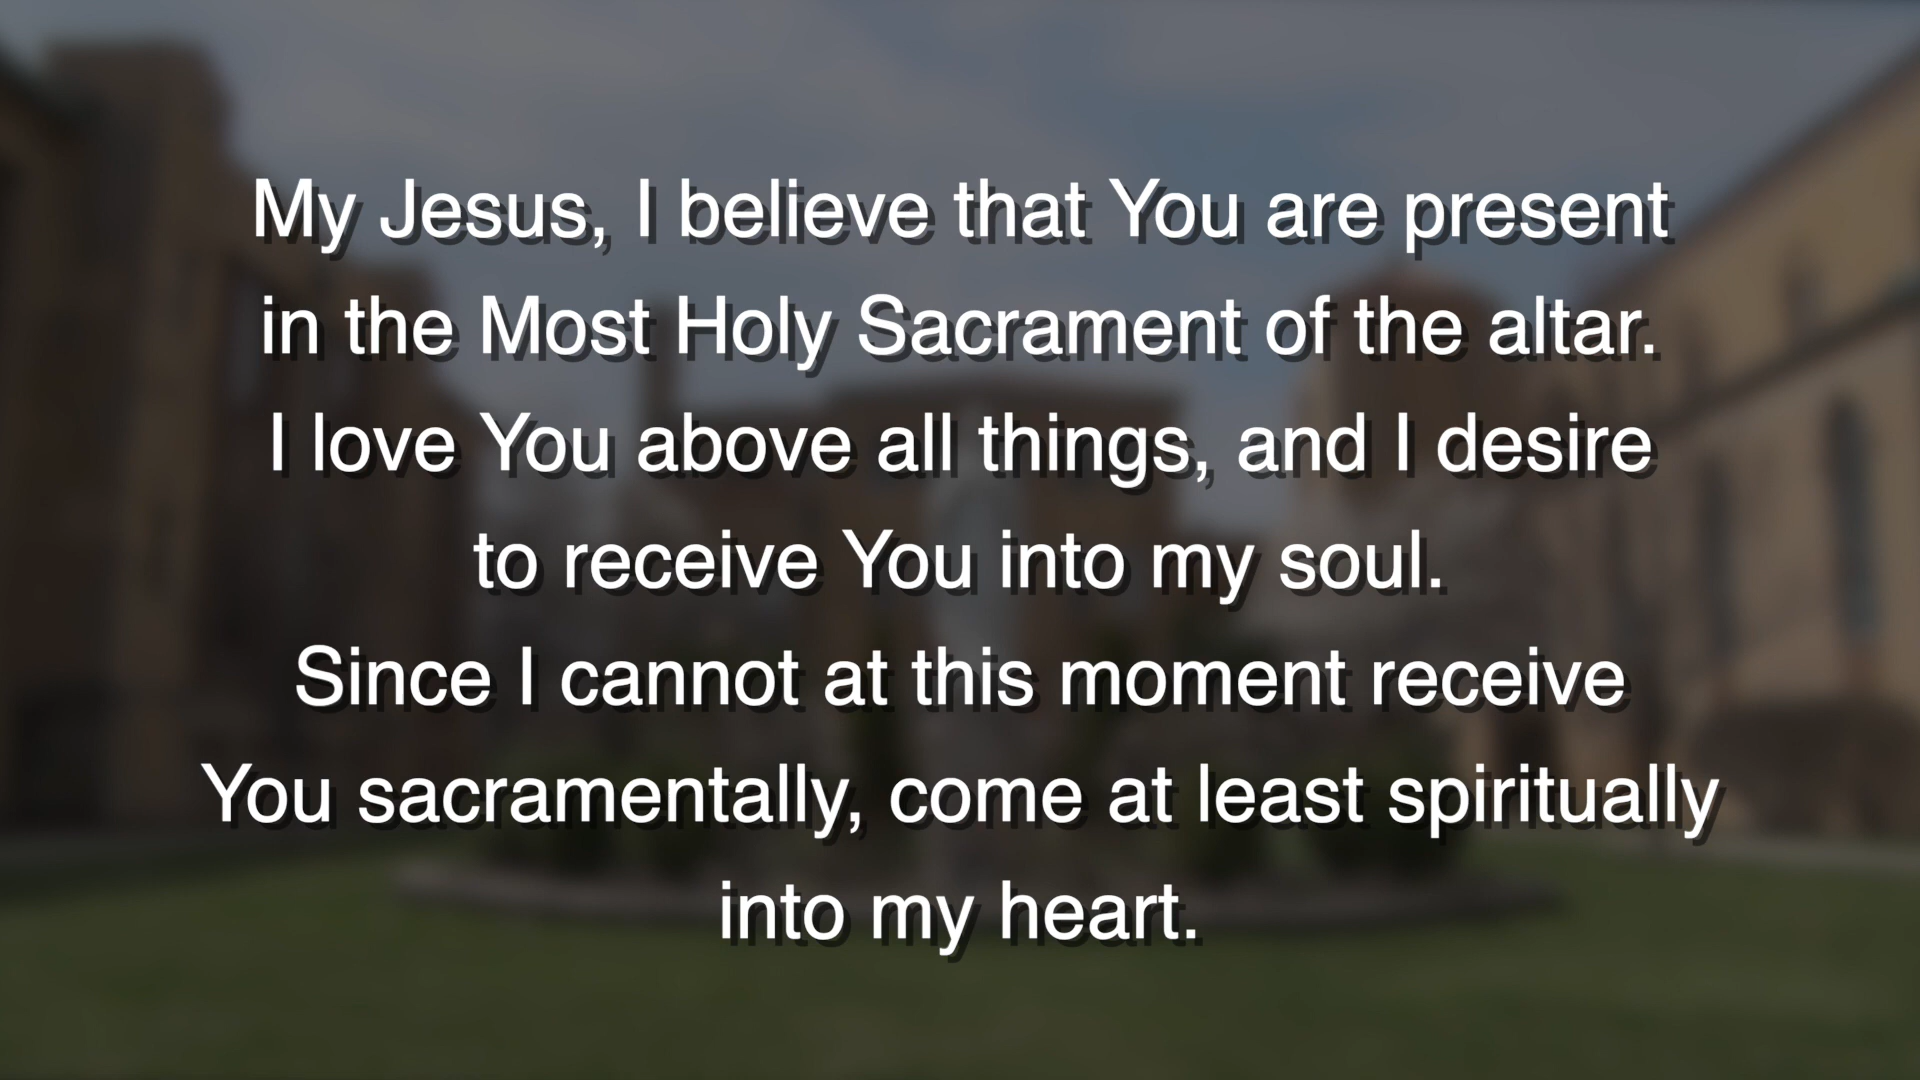 My Jesus, I believe that You are present
in the Most Holy Sacrament of the altar.
I love You above all things, and I desire
to receive You into my soul.
Since I cannot at this moment receive
You sacramentally, come at least spiritually
into my heart.